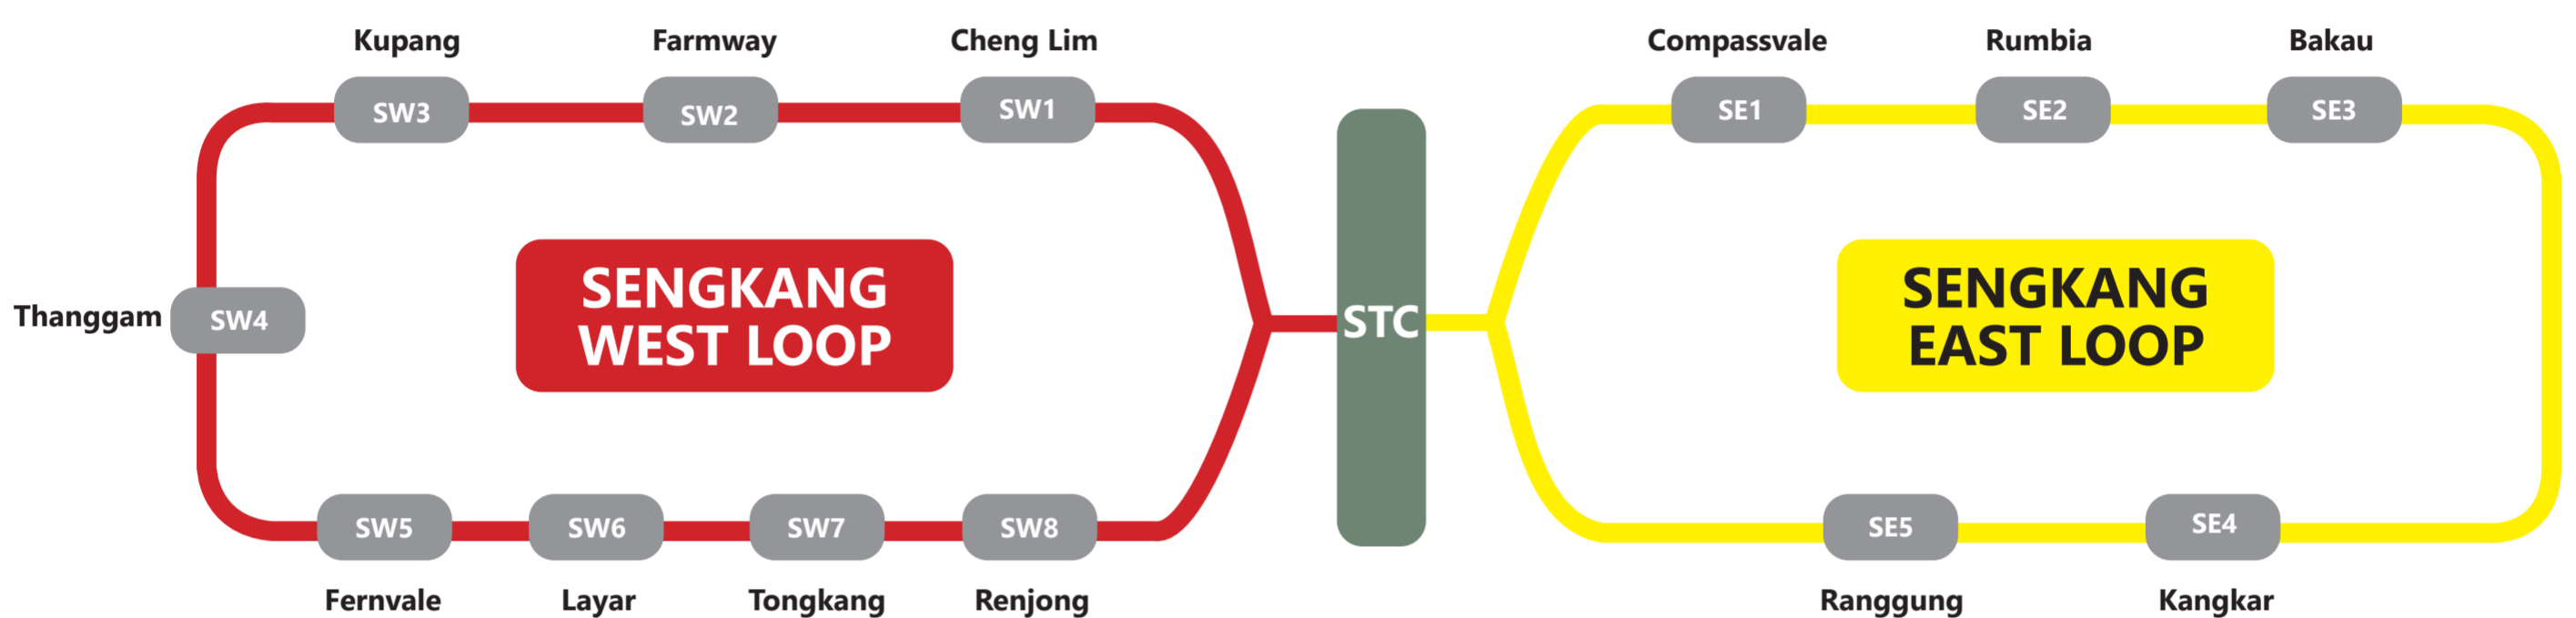 Kupang
Farmway
Cheng Lim
Compassvale
Rumbia
Bakau
SW3
SW2
SW1
SE1
SE2
SE3
SENGKANG
WEST LOOP
SENGKANG
EAST LOOP
Thanggam
SW4
STC
SW5
SW6
SW7
SW8
SE5
SE4
Fernvale
Layar
Tongkang
Renjong
Ranggung
Kangkar